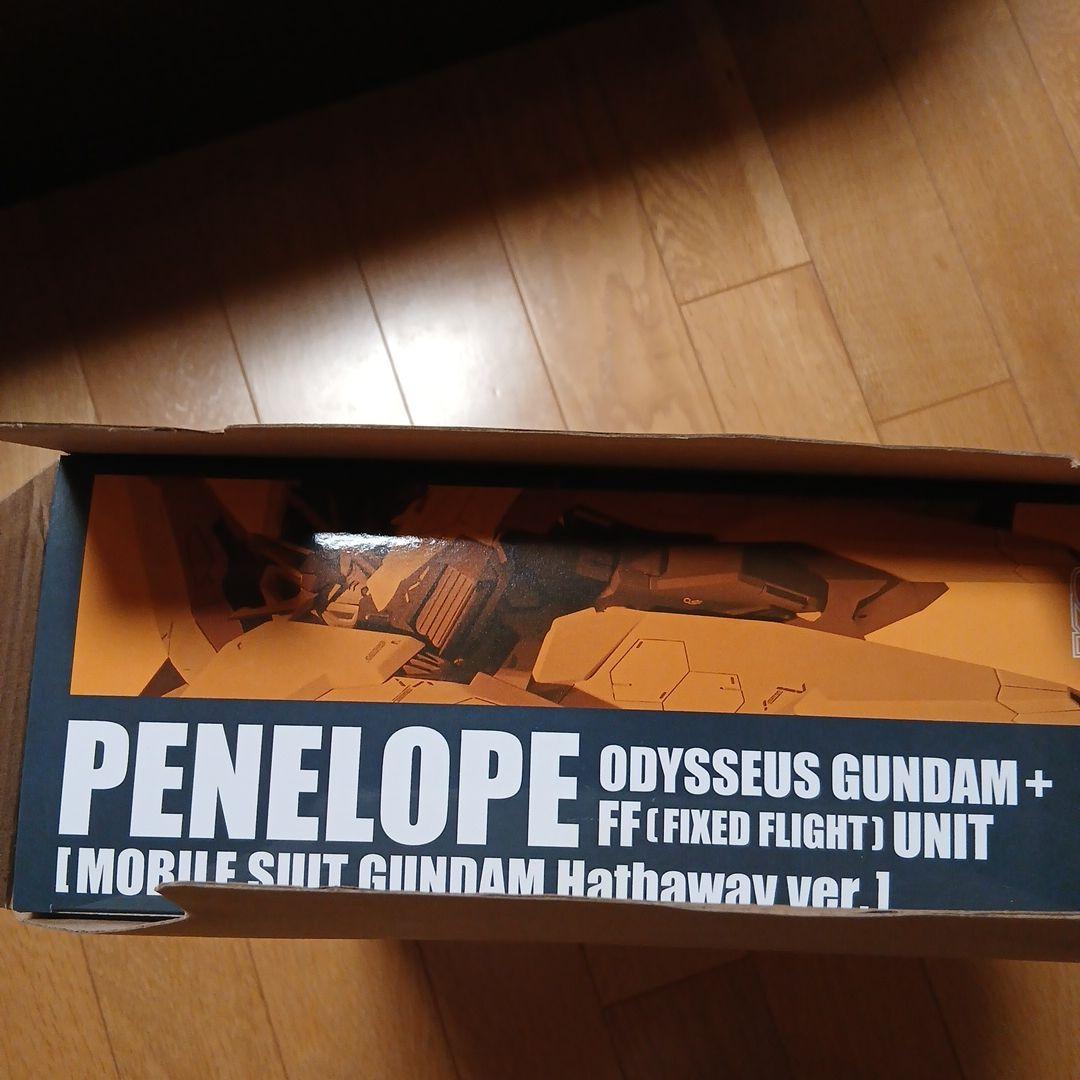 PENELOPE ODYSSEUS GUNDAM +
FF (FIXED FLIGHT) UNIT
[MOBILE SUIT GUNDAM Hathaway ver.]